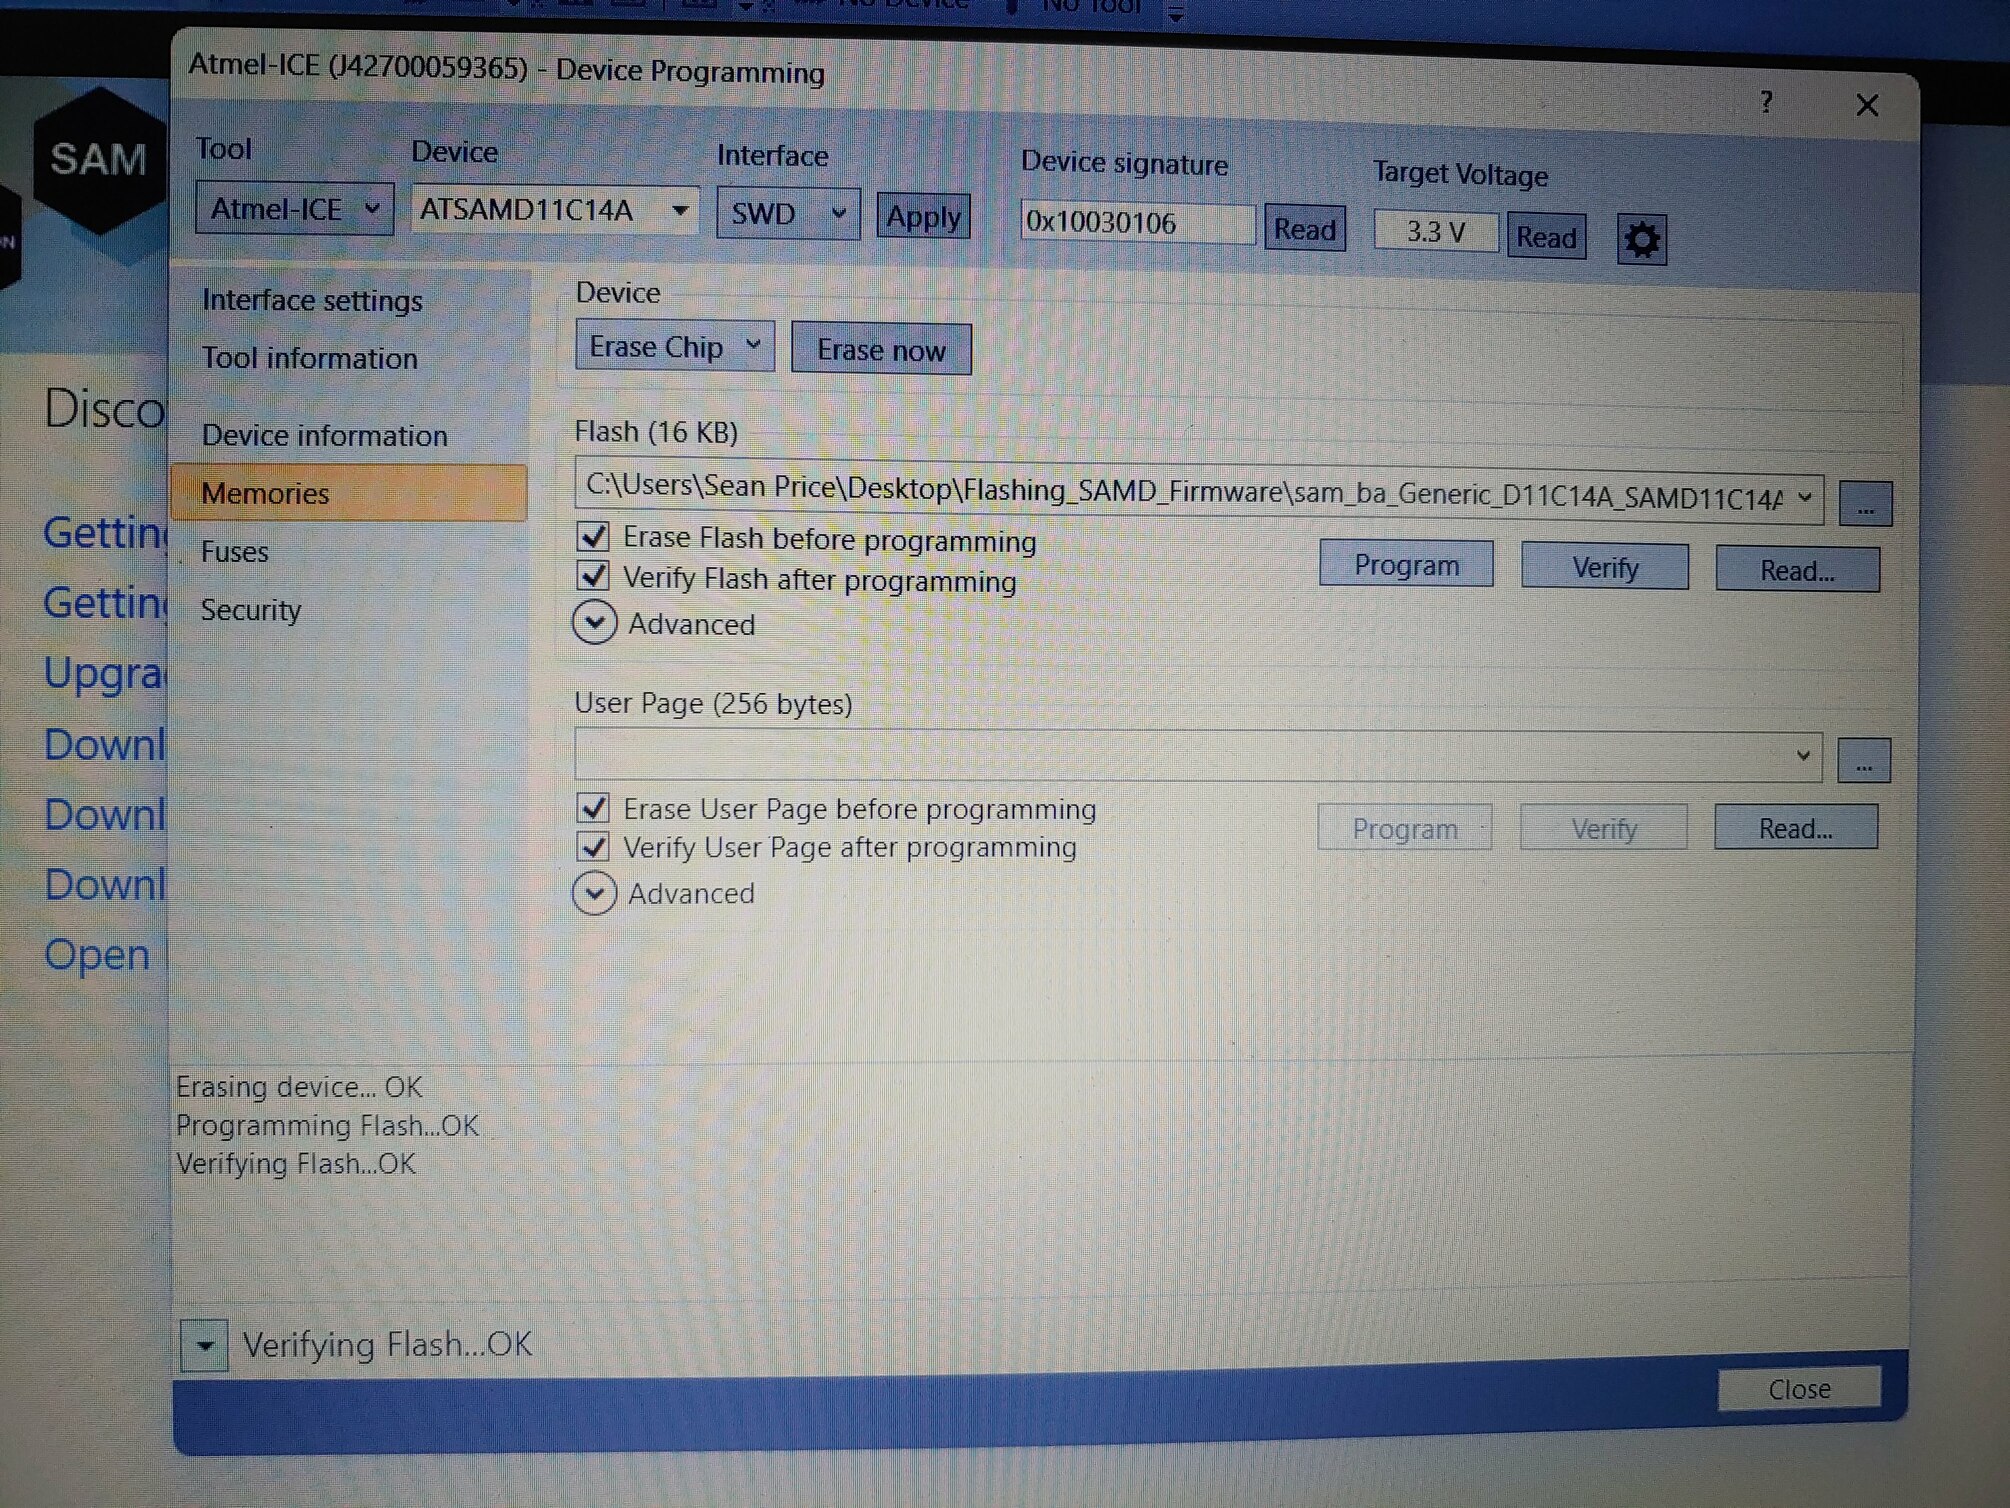 No Device No Tool
Atmel-ICE (J42700059365) - Device Programming
?
SAM
Tool
Device
Interface
Device signature
Target Voltage
Atmel-ICE
ATSAMD11C14A
SWD
Apply
0x10030106
Read
3.3 V
Read
Interface settings
Tool information
Device information
Memories
Fuses
Security
Device
Erase Chip
Erase now
Flash (16 KB)
C:\Users\Sean Price\Desktop\Flashing_SAMD_Firmware\sam_ba_Generic_D11C14A_SAMD11C14A
...
Erase Flash before programming
Verify Flash after programming
Program
Verify
Read...
Advanced
User Page (256 bytes)
...
Erase User Page before programming
Verify User Page after programming
Program
Verify
Read...
Advanced
Disco
Getting
Getting
Upgra
Downl
Downl
Downl
Open
Erasing device... OK
Programming Flash...OK
Verifying Flash...OK
Verifying Flash...OK
Close